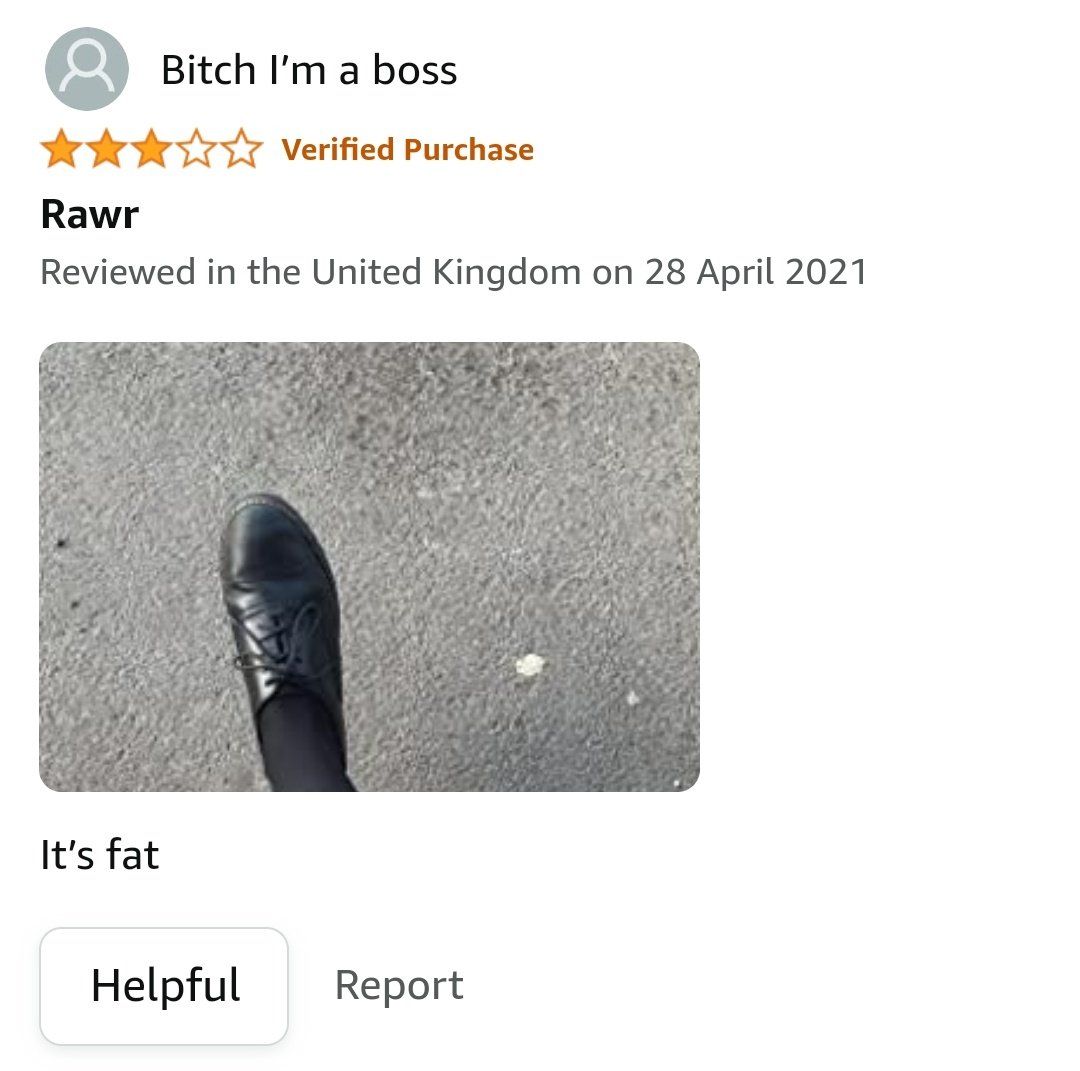 Bitch I’m a boss
Verified Purchase
Rawr
Reviewed in the United Kingdom on 28 April 2021
It’s fat
Helpful
Report